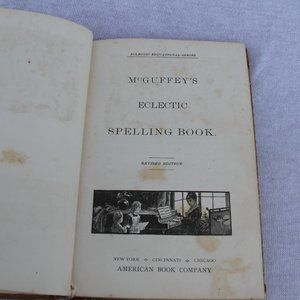 ECLECTIC EDUCATIONAL SERIES
McGUFFEY'S
ECLECTIC
SPELLING BOOK.
REVISED EDITION
NEW YORK ❖ CINCINNATI ❖ CHICAGO
AMERICAN BOOK COMPANY